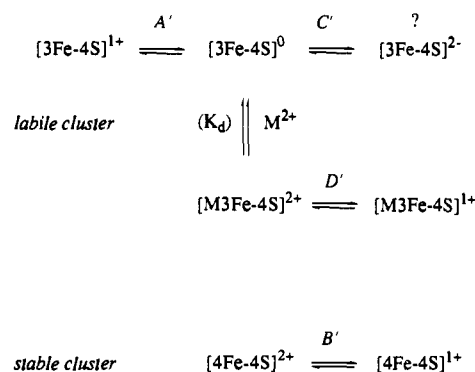 A′ C′ ?
[3Fe-4S]¹⁺ ⇌ [3Fe-4S]⁰ ⇌ [3Fe-4S]²⁻
labile cluster (K_d) M²⁺
D′
[M3Fe-4S]²⁺ ⇌ [M3Fe-4S]¹⁺
B′
stable cluster [4Fe-4S]²⁺ ⇌ [4Fe-4S]¹⁺